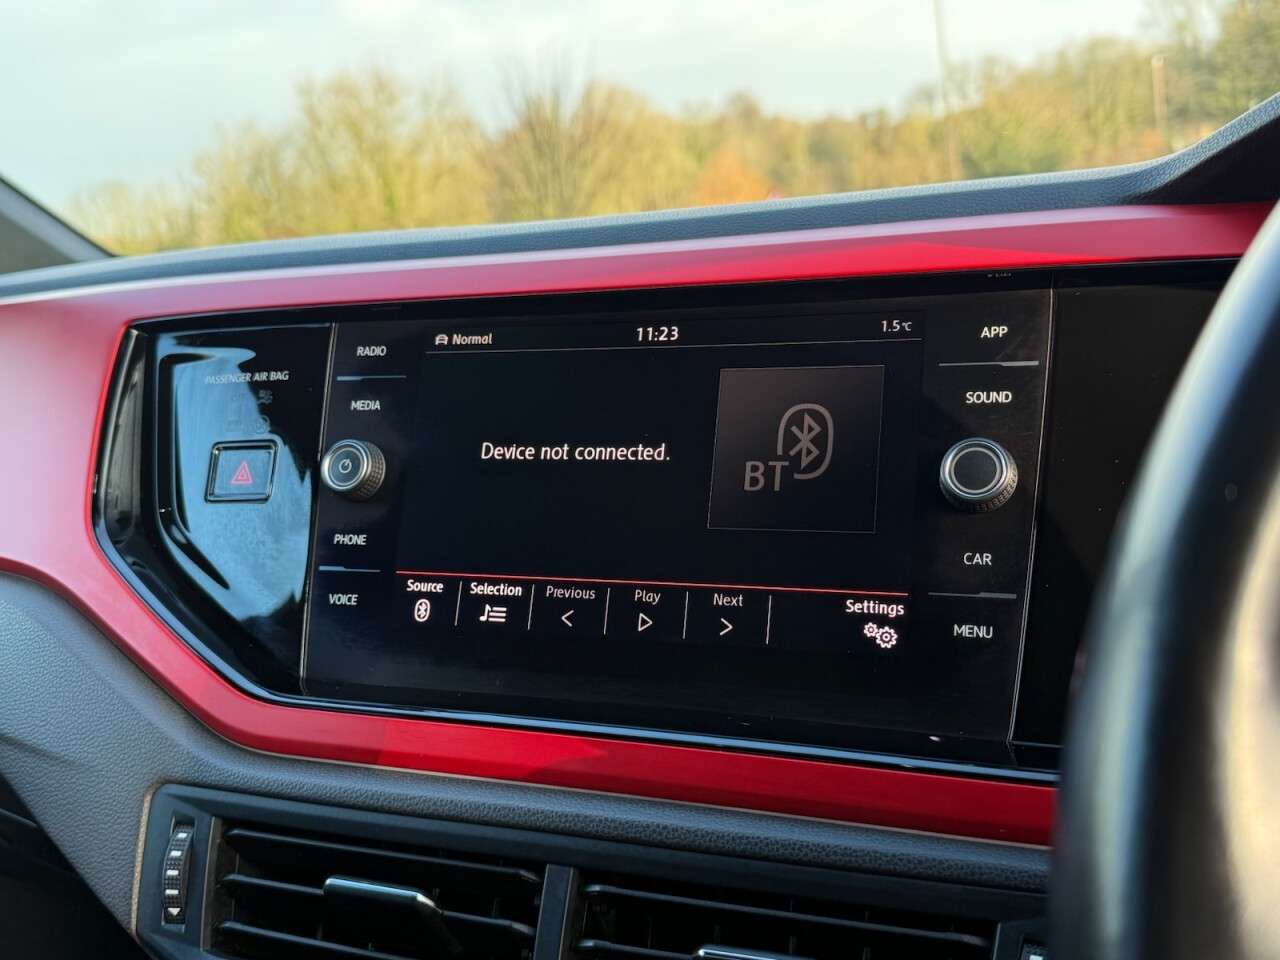 PASSENGER AIR BAG
RADIO
MEDIA
PHONE
VOICE
Normal
11:23
1.5°C
Device not connected.
BT
Source
Selection
Previous
Play
Next
Settings
APP
SOUND
CAR
MENU